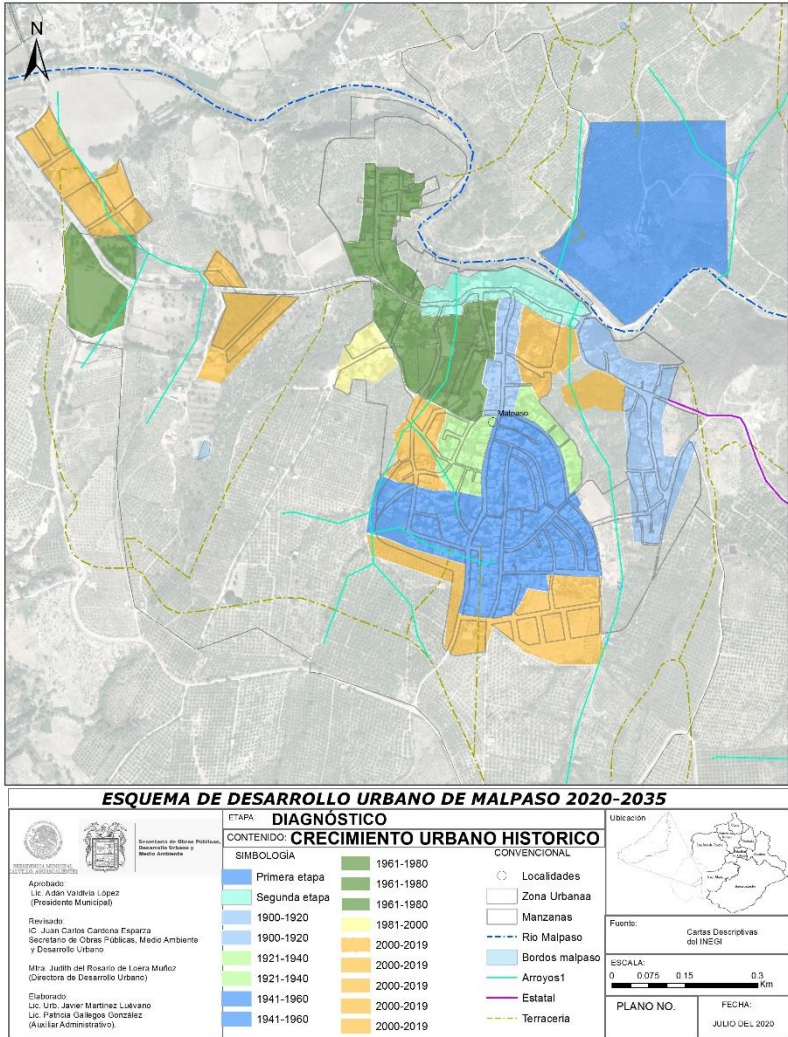 N
Malpaso
ESQUEMA DE DESARROLLO URBANO DE MALPASO 2020-2035
PRESIDENCIA MUNICIPAL
CALVILLO, AGUASCALIENTES
Secretaría de Obras Públicas,
Desarrollo Urbano y
Medio Ambiente
Aprobado:
Lic. Adán Valdivia López
(Presidente Municipal)
Revisado:
IC. Juan Carlos Cardona Esparza
Secretario de Obras Públicas, Medio Ambiente
y Desarrollo Urbano
Mtra. Judith del Rosario de Loera Muñoz
(Directora de Desarrollo Urbano)
Elaborado:
Lic. Urb. Javier Martínez Luévano
Lic. Patricia Gallegos González
(Auxiliar Administrativo).
ETAPA DIAGNÓSTICO
CONTENIDO: CRECIMIENTO URBANO HISTORICO
SIMBOLOGÍA
Primera etapa
Segunda etapa
1900-1920
1900-1920
1921-1940
1921-1940
1941-1960
1941-1960
1961-1980
1961-1980
1961-1980
1981-2000
2000-2019
2000-2019
2000-2019
2000-2019
2000-2019
CONVENCIONAL
Localidades
Zona Urbanaa
Manzanas
Rio Malpaso
Bordos malpaso
Arroyos1
Estatal
Terraceria
Ubicación
Fuente:
Cartas Descriptivas
del INEGI
ESCALA:
0 0.075 0.15 0.3
Km
PLANO NO.
FECHA:
JULIO DEL 2020